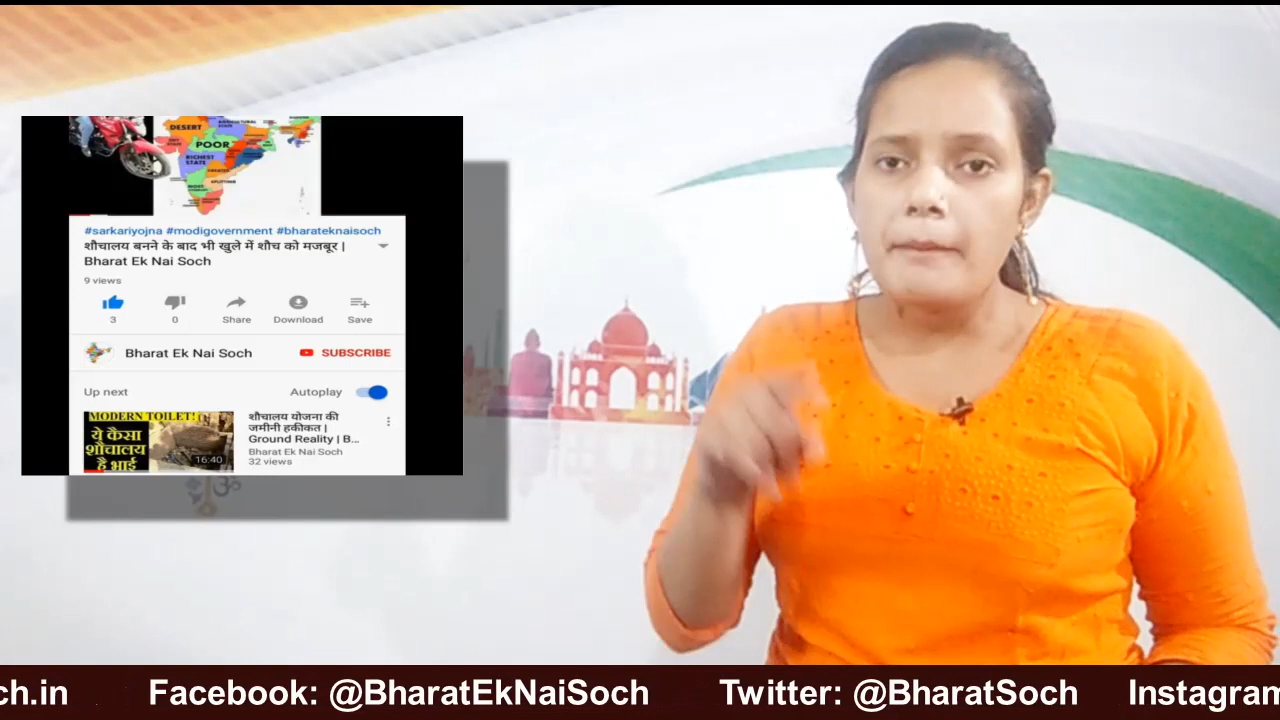 DESERT
POOR
RICHEST
STATE
#sarkariyojna #modigovernment #bharateknaisoch
शौचालय बनने के बाद भी खुले में शौच को मजबूर |
Bharat Ek Nai Soch
9 views
3
0
Share
Download
Save
Bharat Ek Nai Soch
SUBSCRIBE
Up next
Autoplay
MODERN TOILET!
ये कैसा
शौचालय
है भाई
16:40
शौचालय योजना की
जमीनी हकीकत |
Ground Reality | B...
Bharat Ek Nai Soch
32 views
ॐ
ch.in Facebook: @BharatEkNaiSoch Twitter: @BharatSoch Instagram